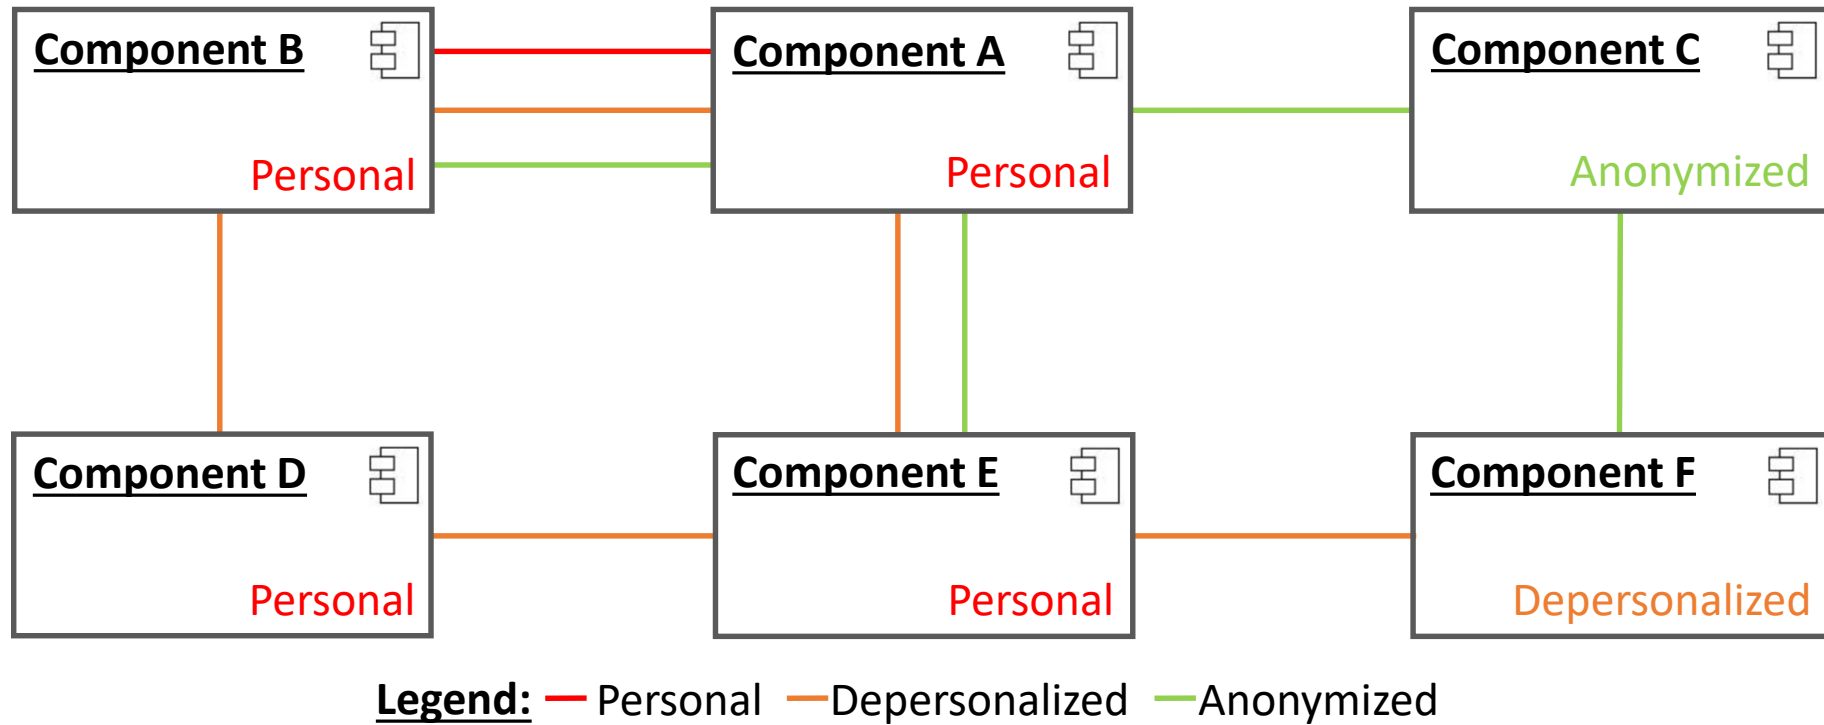 Component B
Personal
Component A
Personal
Component C
Anonymized
Component D
Personal
Component E
Personal
Component F
Depersonalized
Legend: Personal Depersonalized Anonymized